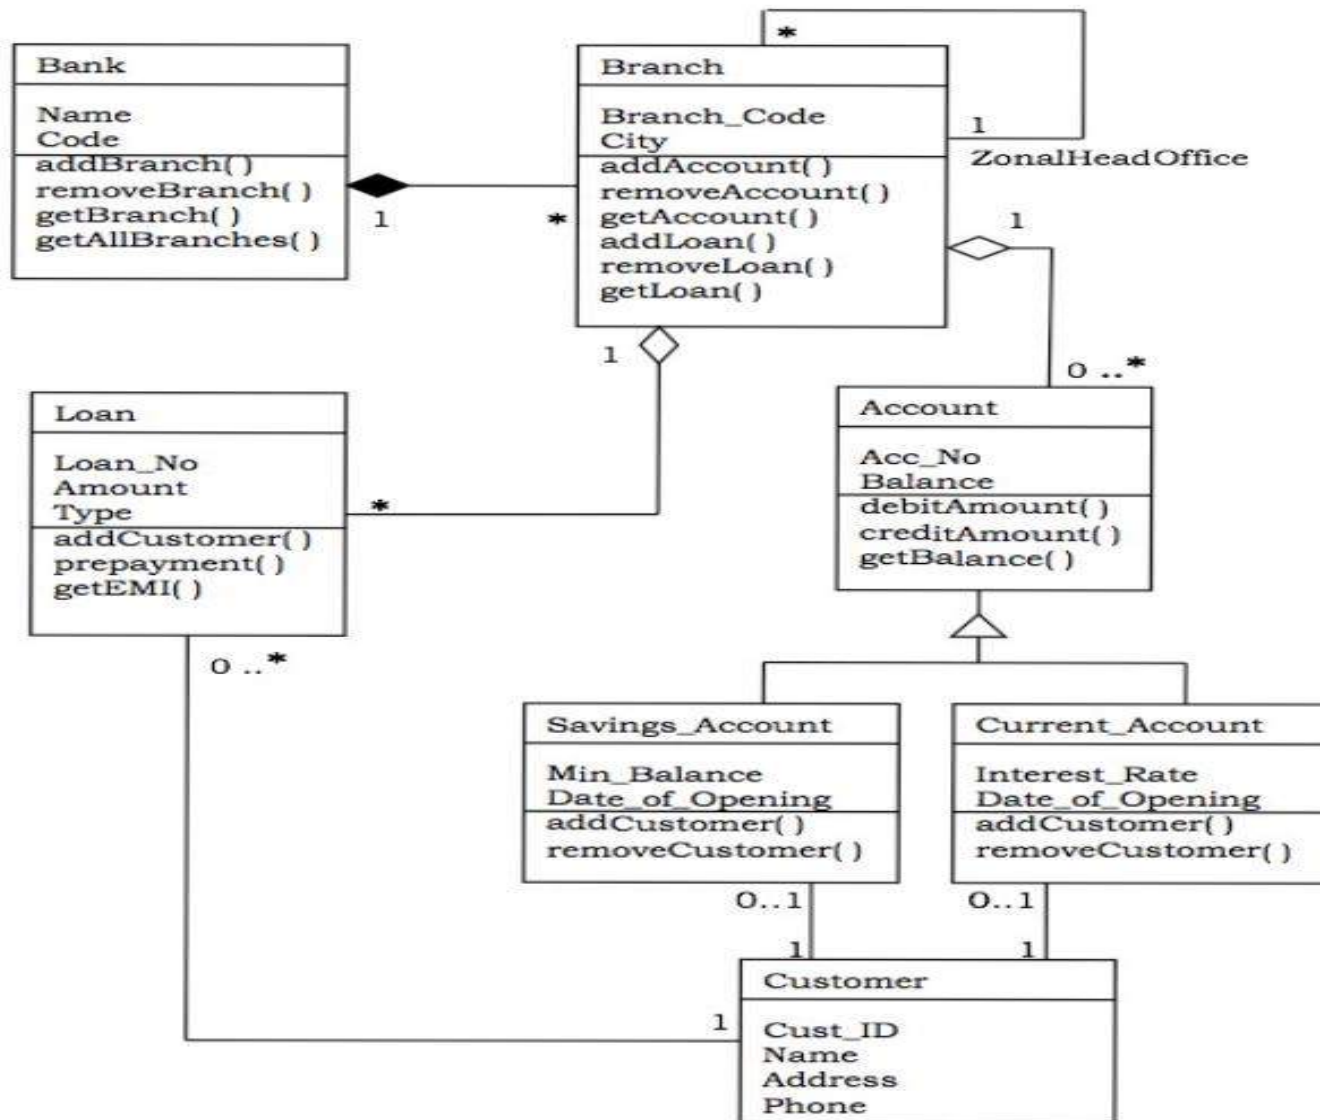 *
Bank
Name
Code
addBranch( )
removeBranch( )
getBranch( )
getAllBranches( )
1
*
Branch
Branch_Code
City
addAccount( )
removeAccount( )
getAccount( )
addLoan( )
removeLoan( )
getLoan( )
1
ZonalHeadOffice
1
1
0 ..*
Loan
Loan_No
Amount
Type
addCustomer( )
prepayment( )
getEMI( )
*
0 ..*
Account
Acc_No
Balance
debitAmount( )
creditAmount( )
getBalance( )
Savings_Account
Min_Balance
Date_of_Opening
addCustomer( )
removeCustomer( )
0..1
1
Current_Account
Interest_Rate
Date_of_Opening
addCustomer( )
removeCustomer( )
0..1
1
1
Customer
Cust_ID
Name
Address
Phone